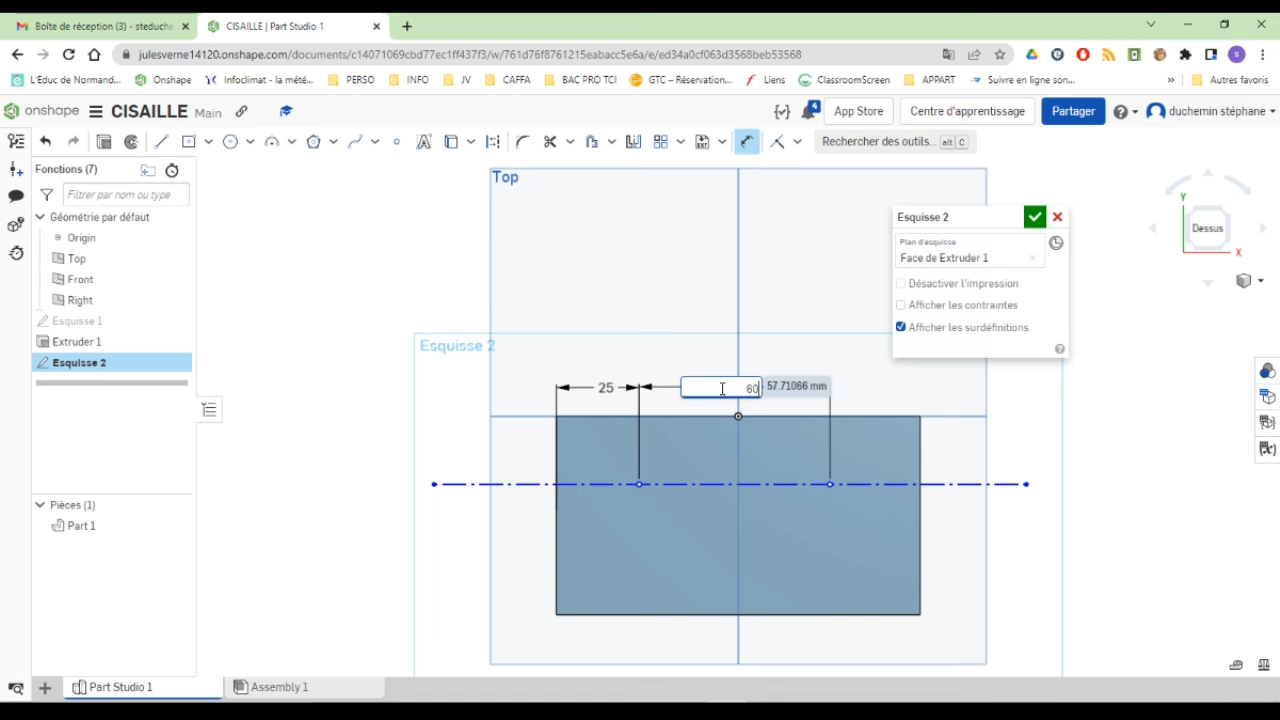 Boîte de réception (3) - steduche
CISAILLE | Part Studio 1
julesverne14120.onshape.com/documents/c14071069cbd77ec1ff437f3/w/761d76f8761215eabacc5e6a/e/ed34a0cf063d3568beb53568
S
L'Educ de Normand...
Onshape
Infoclimat - la mété...
PERSO
INFO
JV
CAFFA
BAC PRO TCI
GTC – Réservation...
Liens
ClassroomScreen
APPART
Suivre en ligne son...
»
Autres favoris
onshape
CISAILLE
Main
4
App Store
Centre d'apprentissage
Partager
duchemin stéphane
Rechercher des outils...
alt C
Fonctions (7)
Filtrer par nom ou type
Géométrie par défaut
Origin
Top
Front
Right
Esquisse 1
Extruder 1
Esquisse 2
Pièces (1)
Part 1
Top
Esquisse 2
25
60
57.71066 mm
Esquisse 2
Plan d'esquisse
Face de Extruder 1
Désactiver l'impression
Afficher les contraintes
Afficher les surdéfinitions
Y
Dessus
X
Part Studio 1
Assembly 1